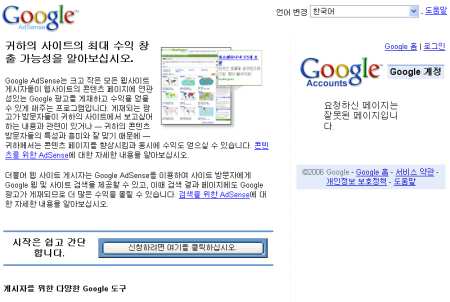 Google
AdSense
언어 변경 한국어 , 도움말
귀하의 사이트의 최대 수익 창
출 가능성을 알아보십시오.
Google AdSense는 크고 작은 모든 웹사이트
게시자들이 웹사이트의 콘텐츠 페이지에 연관
성있는 Google 광고를 게재하고 수익을 얻을
수 있게 해주는 프로그램입니다. 게재되는 광
고가 방문자들이 귀하의 사이트에서 보고싶어
하는 내용과 관련이 있거나 — 귀하의 콘텐츠
방문자들의 특성과 흥미와 잘 맞기 때문에 —
귀하께서는 콘텐츠 페이지를 향상시킴과 동시에 수익도 얻으실 수 있습니다. 콘텐
츠를 위한 AdSense에 대한 자세한 내용을 알아보십시오.
더불어 웹 사이트 게시자는 Google AdSense를 이용하여 사이트 방문자에게
Google 웹 및 사이트 검색을 제공할 수 있고, 이때 검색 결과 페이지에도 Google
광고가 게재되므로 더 많은 수익을 올릴 수 있습니다. 검색을 위한 AdSense에
대한 자세한 내용을 알아보십시오.
시작은 쉽고 간단
합니다.
신청하려면 여기를 클릭하십시오.
게시자를 위한 다양한 Google 도구
Google 홈 | 로그인
Google
Accounts
Google 계정
요청하신 페이지는
잘못된 페이지입니
다.
©2006 Google - Google 홈 - 서비스 약관 -
개인정보 보호정책 - 도움말